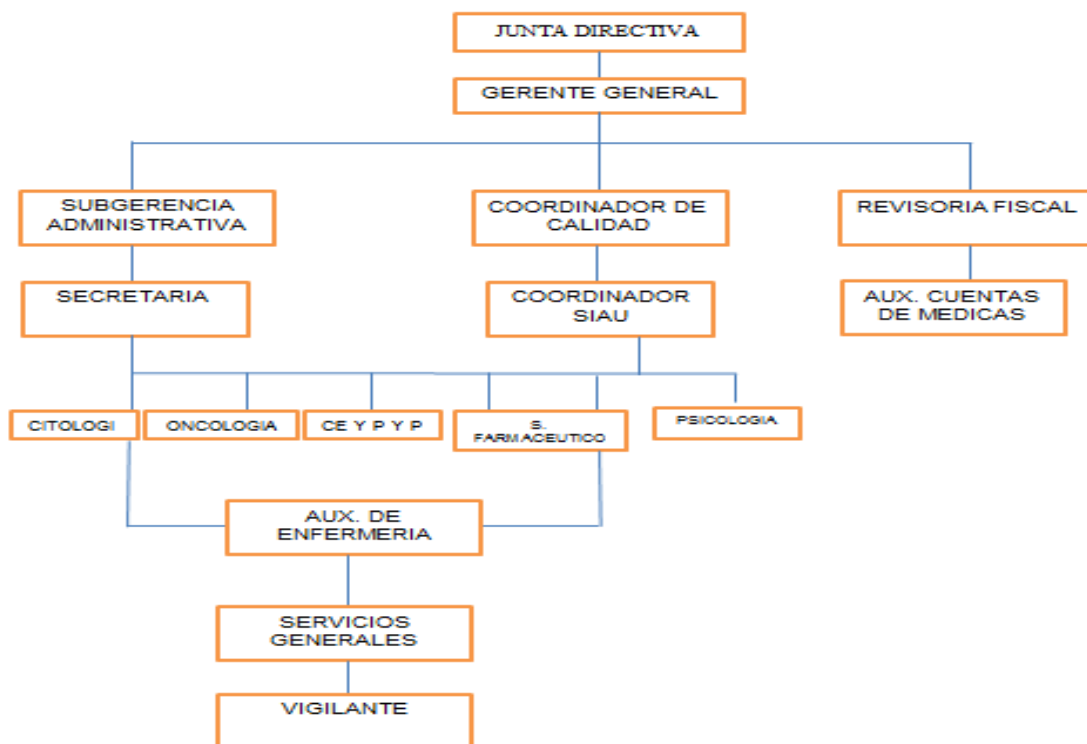 JUNTA DIRECTIVA
GERENTE GENERAL
SUBGERENCIA
ADMINISTRATIVA
COORDINADOR DE
CALIDAD
REVISORIA FISCAL
SECRETARIA
COORDINADOR
SIAU
AUX. CUENTAS
DE MEDICAS
CITOLOGI
ONCOLOGIA
CE Y P Y P
S.
FARMACEUTICO
PSICOLOGIA
AUX. DE
ENFERMERIA
SERVICIOS
GENERALES
VIGILANTE